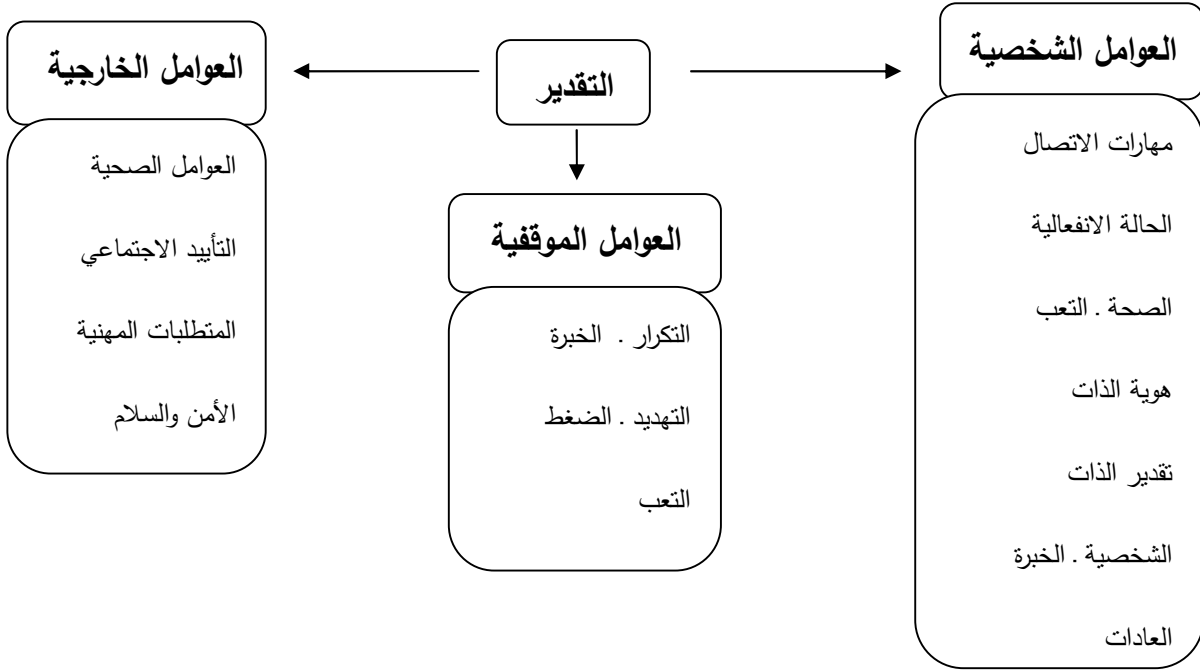 التقدير
العوامل الشخصية
مهارات الاتصال
الحالة الانفعالية
الصحة . التعب
هوية الذات
تقدير الذات
الشخصية . الخبرة
العادات
العوامل الموقفية
التكرار . الخبرة
التهديد . الضغط
التعب
العوامل الخارجية
العوامل الصحية
التأييد الاجتماعي
المتطلبات المهنية
الأمن والسلام